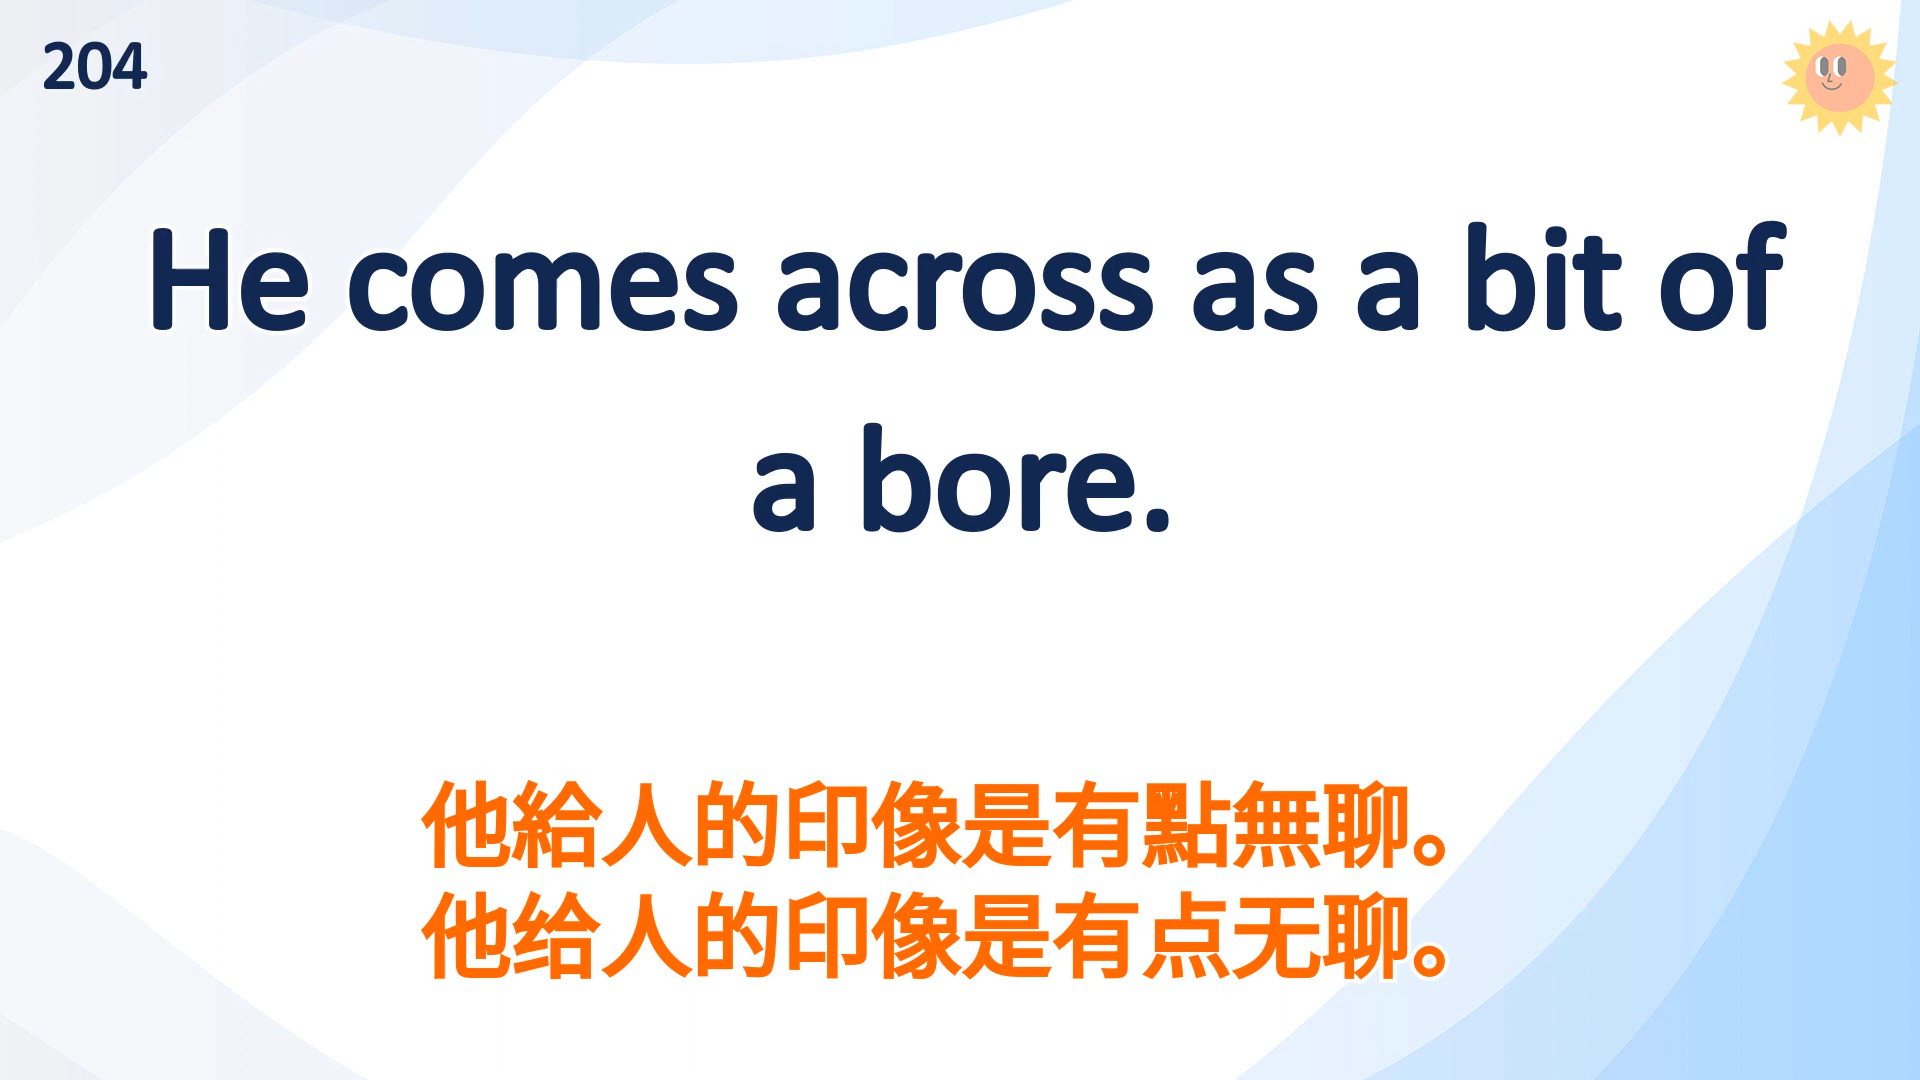 204
He comes across as a bit of
a bore.
他給人的印像是有點無聊。
他给人的印像是有点无聊。